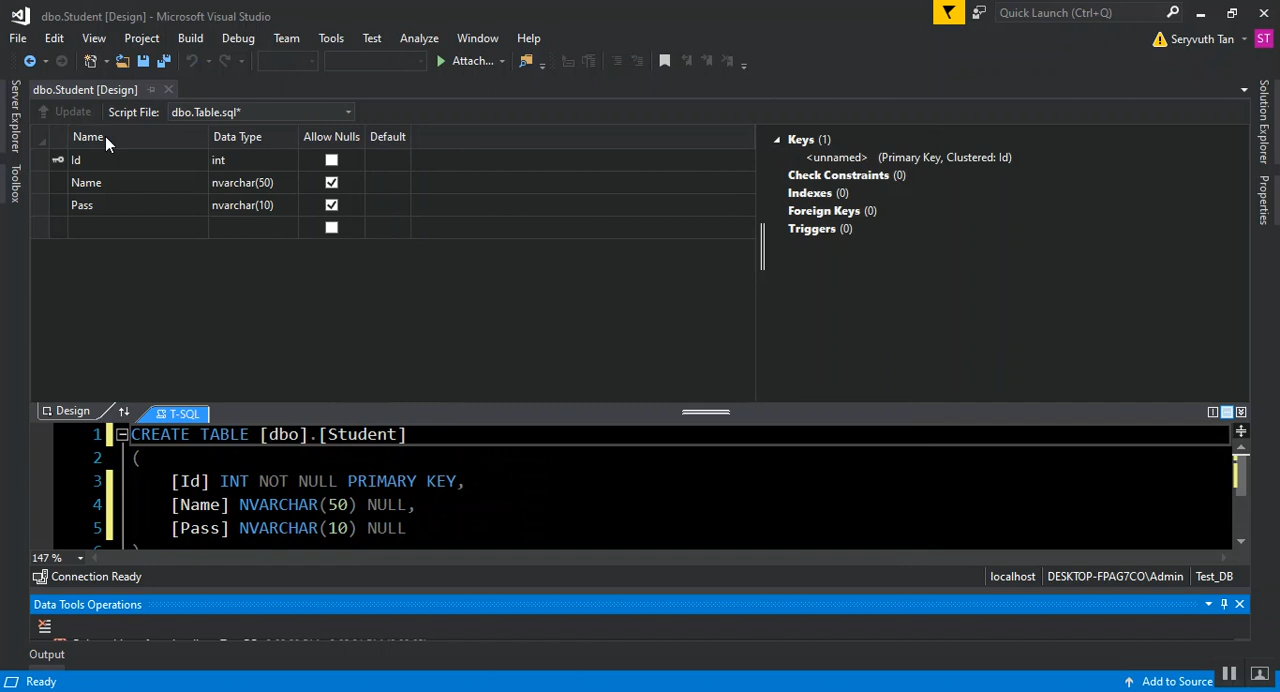 dbo.Student [Design] - Microsoft Visual Studio
Quick Launch (Ctrl+Q)
File Edit View Project Build Debug Team Tools Test Analyze Window Help
Seryvuth Tan ST
Attach...
dbo.Student [Design]
Update Script File: dbo.Table.sql*
Server Explorer
Toolbox
Solution Explorer
Properties
Name Data Type Allow Nulls Default
Id int
Name nvarchar(50)
Pass nvarchar(10)
Keys (1)
<unnamed> (Primary Key, Clustered: Id)
Check Constraints (0)
Indexes (0)
Foreign Keys (0)
Triggers (0)
Design T-SQL
1 CREATE TABLE [dbo].[Student]
2 (
3 [Id] INT NOT NULL PRIMARY KEY,
4 [Name] NVARCHAR(50) NULL,
5 [Pass] NVARCHAR(10) NULL
147 %
Connection Ready localhost DESKTOP-FPAG7CO\Admin Test_DB
Data Tools Operations
Output
Ready Add to Source